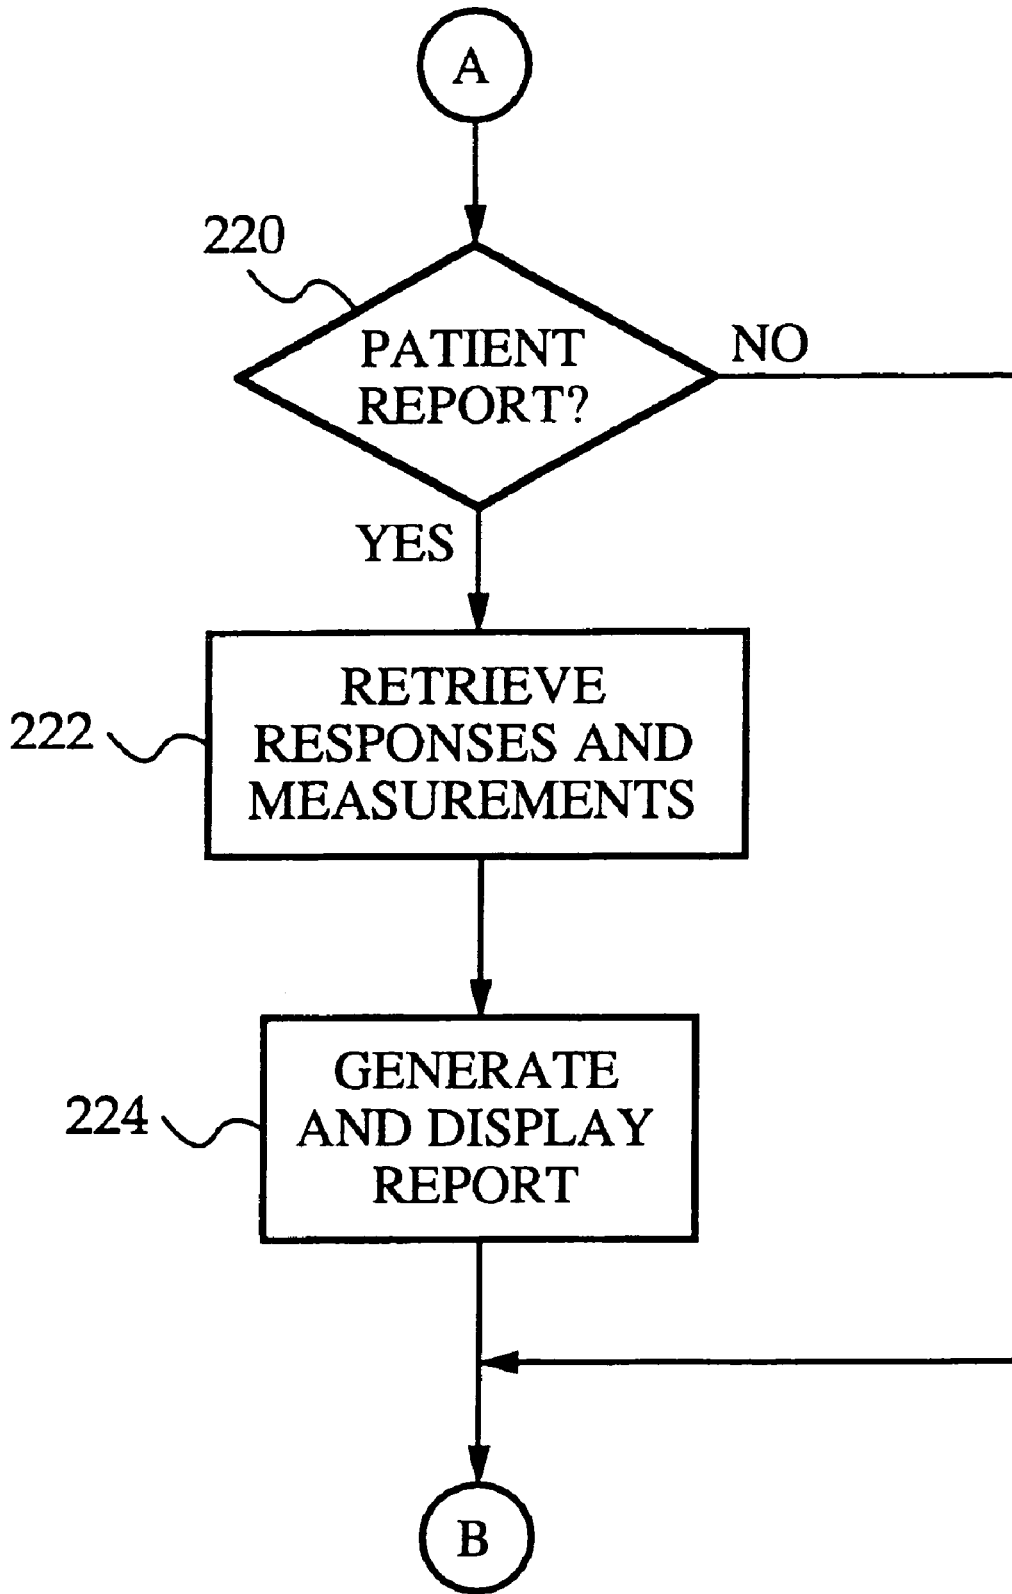 A
220
PATIENT
REPORT?
NO
YES
222
RETRIEVE
RESPONSES AND
MEASUREMENTS
224
GENERATE
AND DISPLAY
REPORT
B